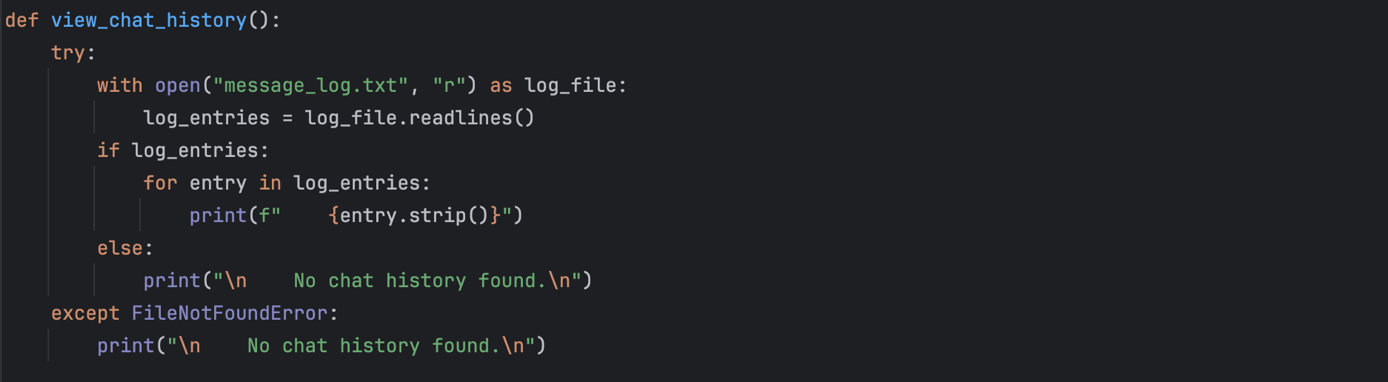 def view_chat_history():
    try:
        with open("message_log.txt", "r") as log_file:
            log_entries = log_file.readlines()
        if log_entries:
            for entry in log_entries:
                print(f"    {entry.strip()}")
        else:
            print("\n    No chat history found.\n")
    except FileNotFoundError:
        print("\n    No chat history found.\n")